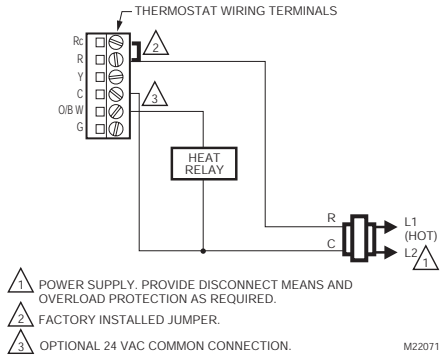 THERMOSTAT WIRING TERMINALS
Rc
R
Y
C
O/B W
G
2
3
HEAT
RELAY
R
C
L1
(HOT)
L2
1
1 POWER SUPPLY. PROVIDE DISCONNECT MEANS AND
OVERLOAD PROTECTION AS REQUIRED.
2 FACTORY INSTALLED JUMPER.
3 OPTIONAL 24 VAC COMMON CONNECTION.
M22071